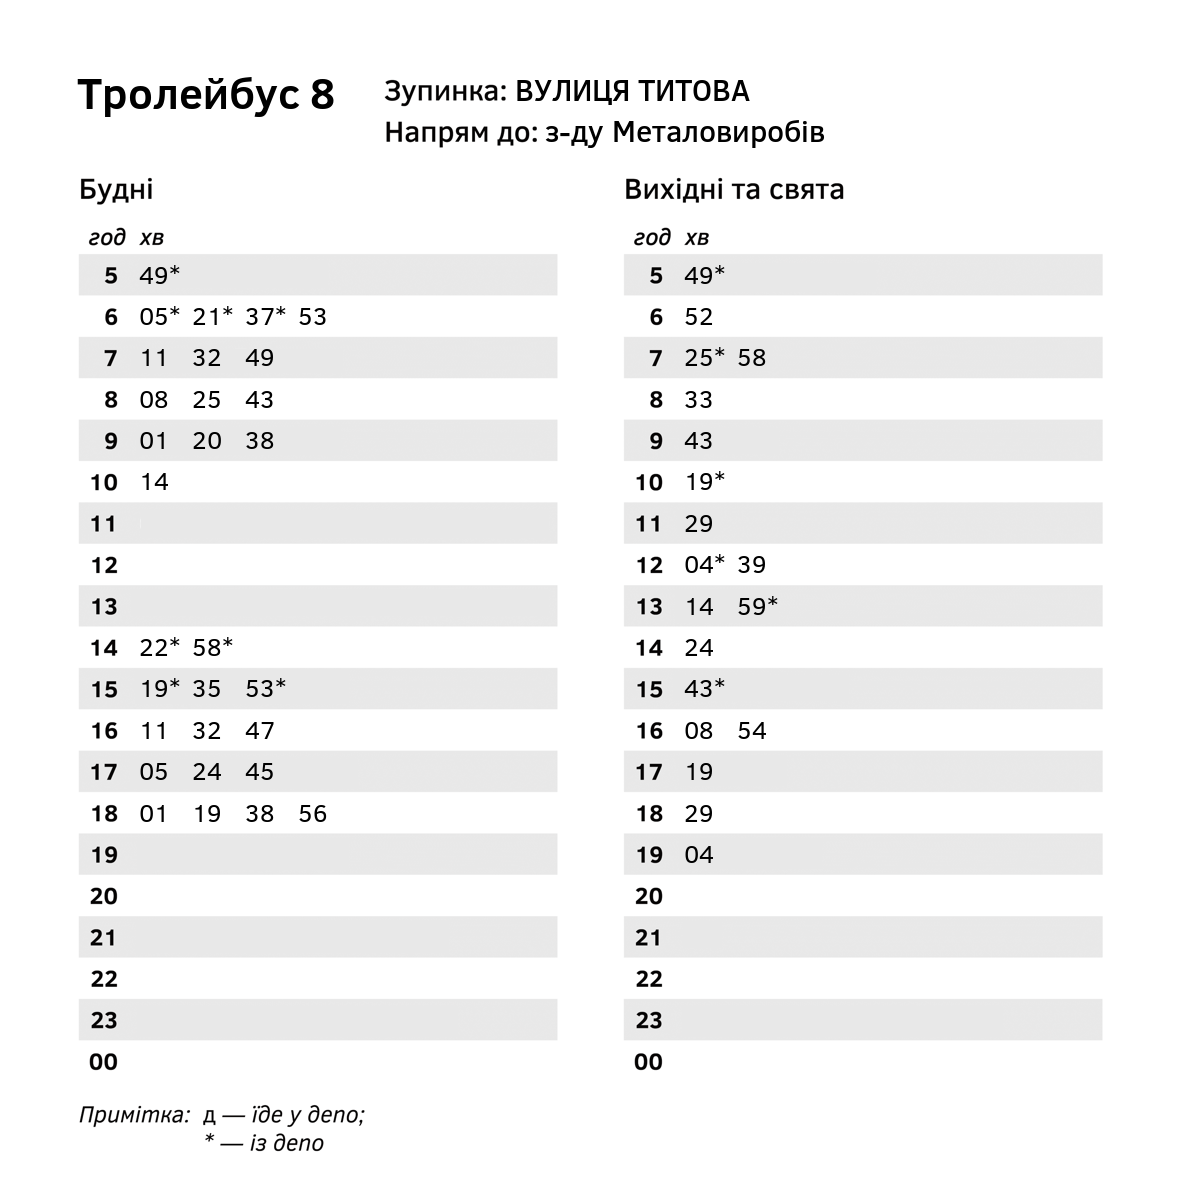 Тролейбус 8
Зупинка: ВУЛИЦЯ ТИТОВА
Напрям до: з-ду Металовиробів
Будні
год хв
5 49*
6 05* 21* 37* 53
7 11 32 49
8 08 25 43
9 01 20 38
10 14
11
12
13
14 22* 58*
15 19* 35 53*
16 11 32 47
17 05 24 45
18 01 19 38 56
19
20
21
22
23
00
Вихідні та свята
год хв
5 49*
6 52
7 25* 58
8 33
9 43
10 19*
11 29
12 04* 39
13 14 59*
14 24
15 43*
16 08 54
17 19
18 29
19 04
20
21
22
23
00
Примітка: д — їде у депо;
* — із депо